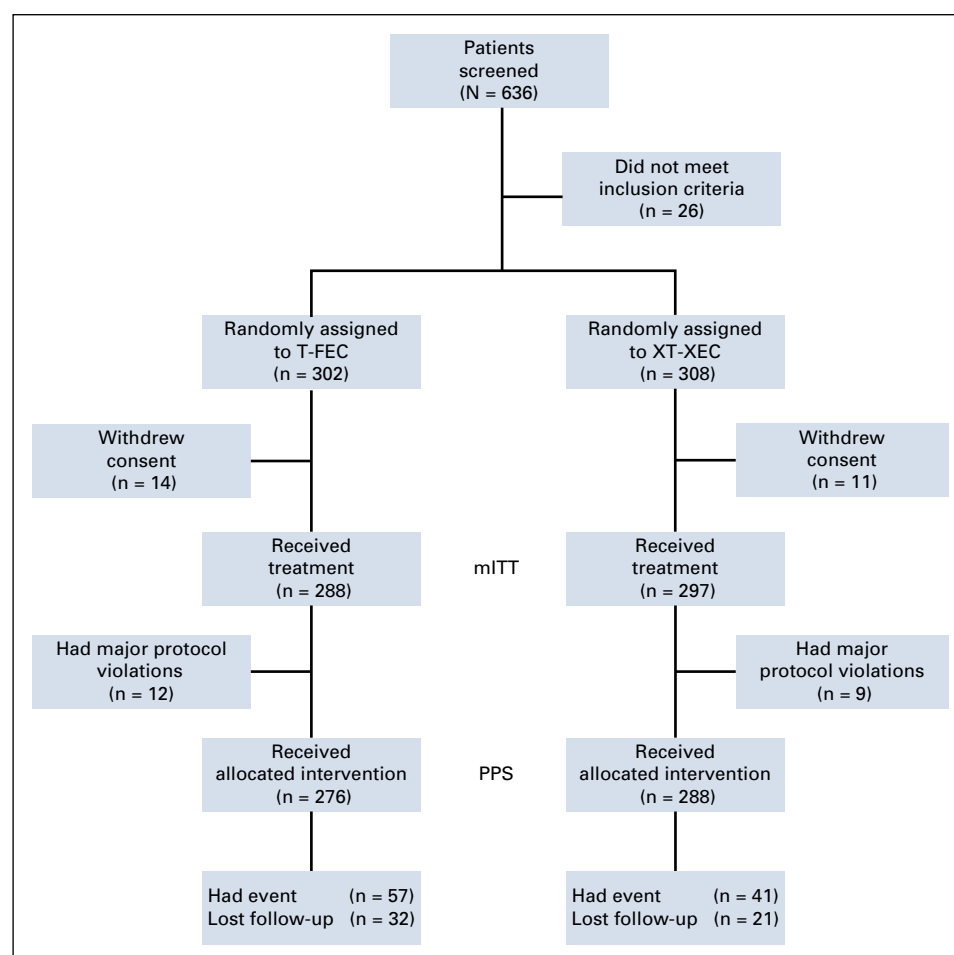 Patients
screened
(N = 636)
Did not meet
inclusion criteria
(n = 26)
Randomly assigned
to T-FEC
(n = 302)
Randomly assigned
to XT-XEC
(n = 308)
Withdrew
consent
(n = 14)
Withdrew
consent
(n = 11)
Received
treatment
(n = 288)
mITT
Received
treatment
(n = 297)
Had major protocol
violations
(n = 12)
Had major
protocol violations
(n = 9)
Received
allocated intervention
(n = 276)
PPS
Received
allocated intervention
(n = 288)
Had event (n = 57)
Lost follow-up (n = 32)
Had event (n = 41)
Lost follow-up (n = 21)